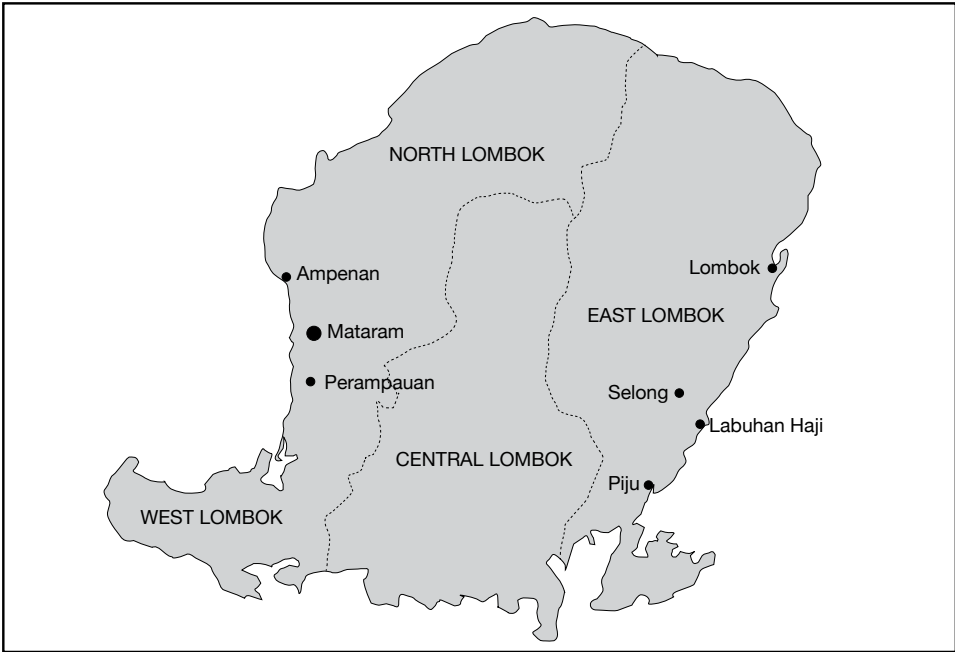 NORTH LOMBOK
Lombok
Ampenan
EAST LOMBOK
Mataram
Perampauan
Selong
Labuhan Haji
CENTRAL LOMBOK
Piju
WEST LOMBOK